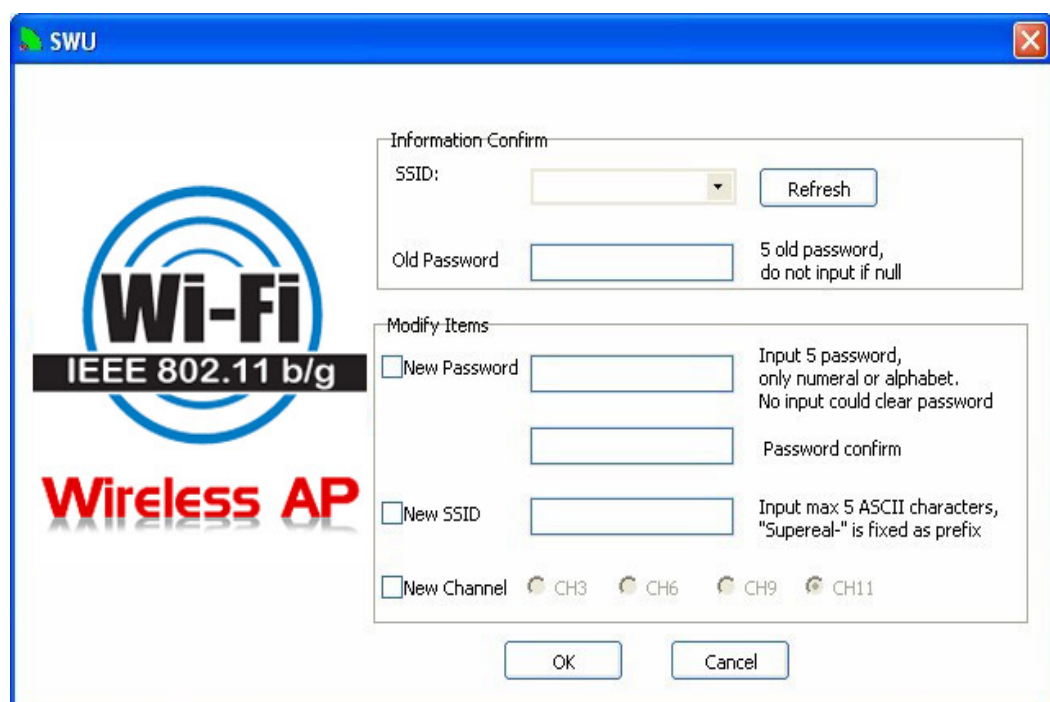 SWU
Information Confirm
SSID:
Refresh
Old Password
5 old password,
do not input if null
Wi-Fi
IEEE 802.11 b/g
Wireless AP
Modify Items
New Password
Input 5 password,
only numeral or alphabet.
No input could clear password
Password confirm
New SSID
Input max 5 ASCII characters,
"Supereal-" is fixed as prefix
New Channel
CH3
CH6
CH9
CH11
OK
Cancel